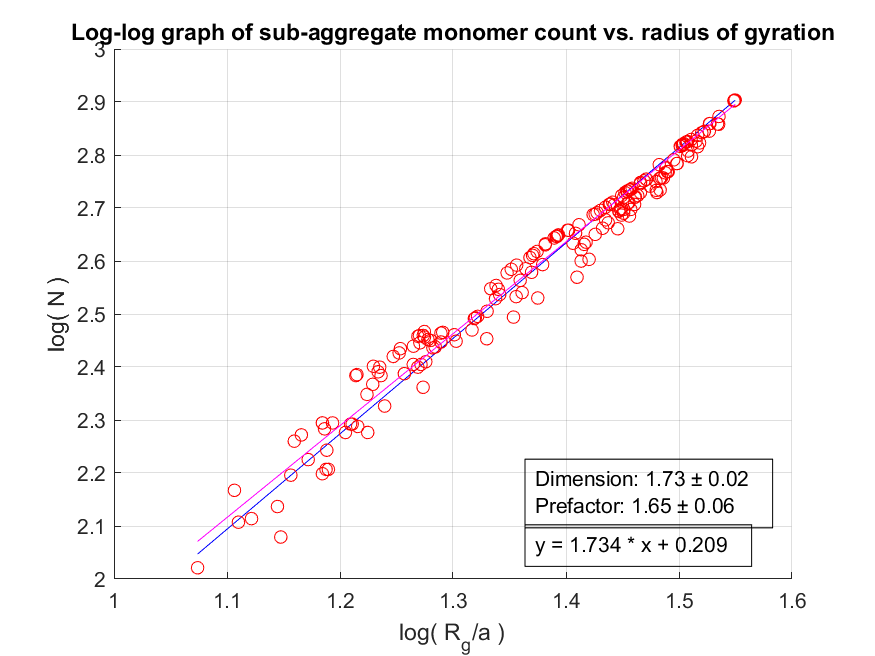 Log-log graph of sub-aggregate monomer count vs. radius of gyration
3
2.9
2.8
2.7
2.6
2.5
2.4
2.3
2.2
2.1
2
log( N )
Dimension: 1.73 ± 0.02
Prefactor: 1.65 ± 0.06
y = 1.734 * x + 0.209
1 1.1 1.2 1.3 1.4 1.5 1.6
log( R_g/a )